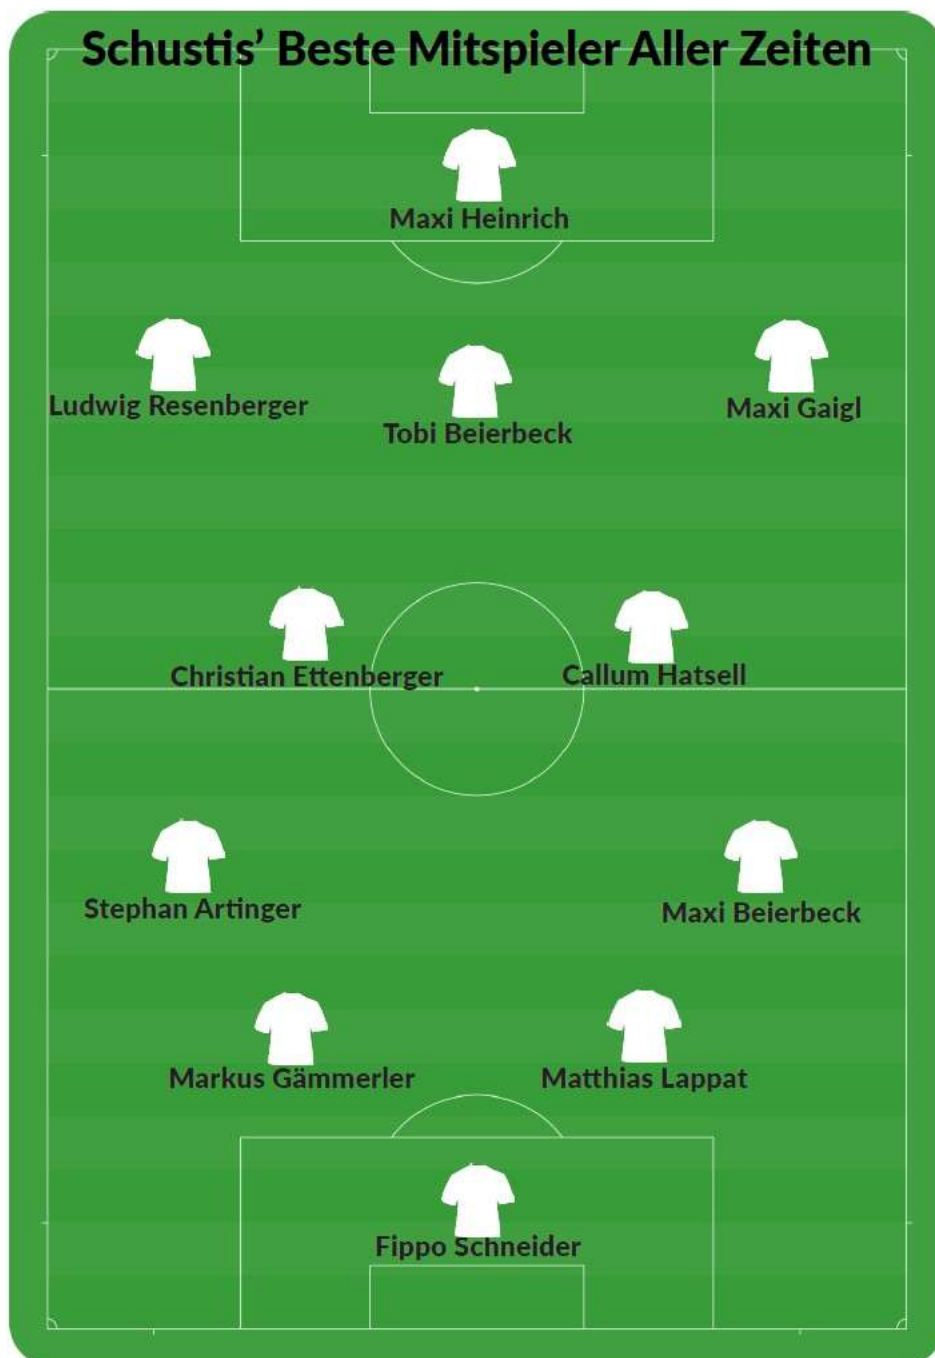 Schustis’ Beste Mitspieler Aller Zeiten
Maxi Heinrich
Ludwig Resenberger
Tobi Beierbeck
Maxi Gaigl
Christian Ettenberger
Callum Hatsell
Stephan Artinger
Maxi Beierbeck
Markus Gämmerler
Matthias Lappat
Fippo Schneider